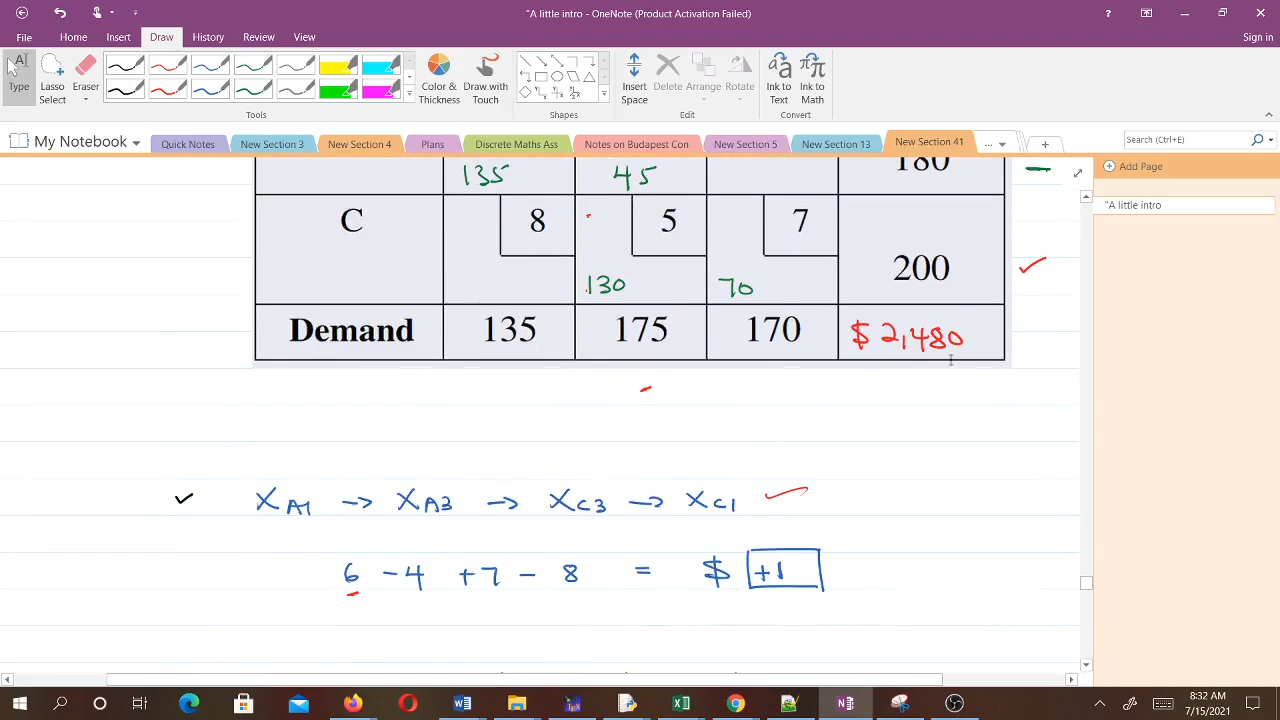 "A little intro - OneNote (Product Activation Failed)
File Home Insert Draw History Review View Sign in
Type Lasso Select Eraser Color & Thickness Draw with Touch Insert Space Delete Arrange Rotate Ink to Text Ink to Math
Tools Shapes Edit Convert
My Notebook Quick Notes New Section 3 New Section 4 Plans Discrete Maths Ass Notes on Budapest Con New Section 5 New Section 13 New Section 41 ... Search (Ctrl+E)
Add Page
"A little intro
135 45 180
C 8 5 7
130 70 200
Demand 135 175 170 $ 2,480
XA1 → XA3 → XC3 → XC1
6 - 4 + 7 - 8 = $ +1
8:32 AM
7/15/2021